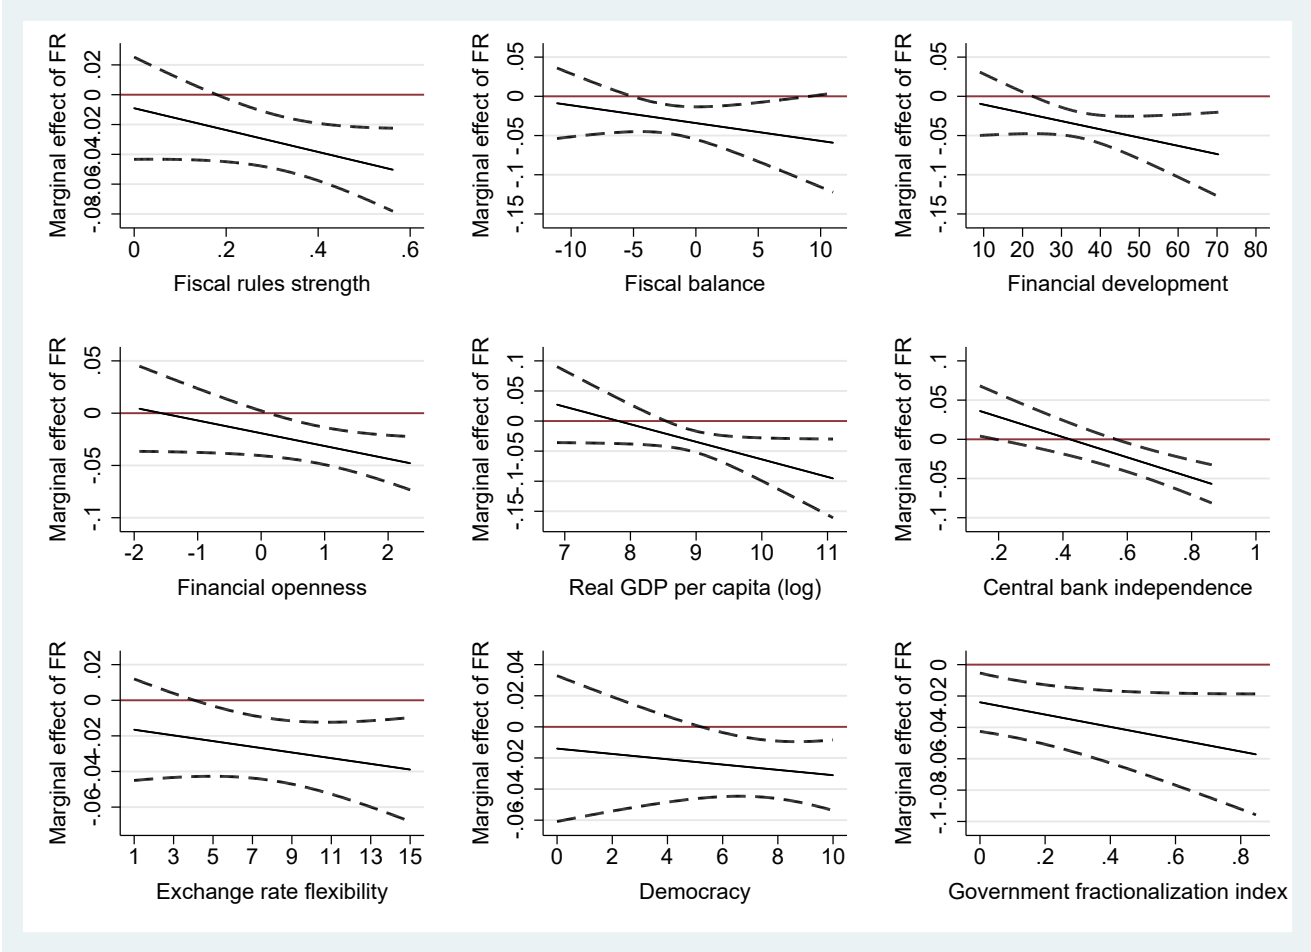 Marginal effect of FR
-.08-.06-.04-.02 0 .02
0 .2 .4 .6
Fiscal rules strength
Marginal effect of FR
-.15 -.1 -.05 0 .05
-10 -5 0 5 10
Fiscal balance
Marginal effect of FR
-.15 -.1 -.05 0 .05
10 20 30 40 50 60 70 80
Financial development
Marginal effect of FR
-.1 -.05 0 .05
-2 -1 0 1 2
Financial openness
Marginal effect of FR
-.15 -.1 -.05 0 .05 .1
7 8 9 10 11
Real GDP per capita (log)
Marginal effect of FR
-.1 -.05 0 .05 .1
.2 .4 .6 .8 1
Central bank independence
Marginal effect of FR
-.06 -.04 -.02 0 .02
1 3 5 7 9 11 13 15
Exchange rate flexibility
Marginal effect of FR
-.06-.04-.02 0 .02 .04
0 2 4 6 8 10
Democracy
Marginal effect of FR
-.1 -.08-.06-.04-.02 0
0 .2 .4 .6 .8
Government fractionalization index